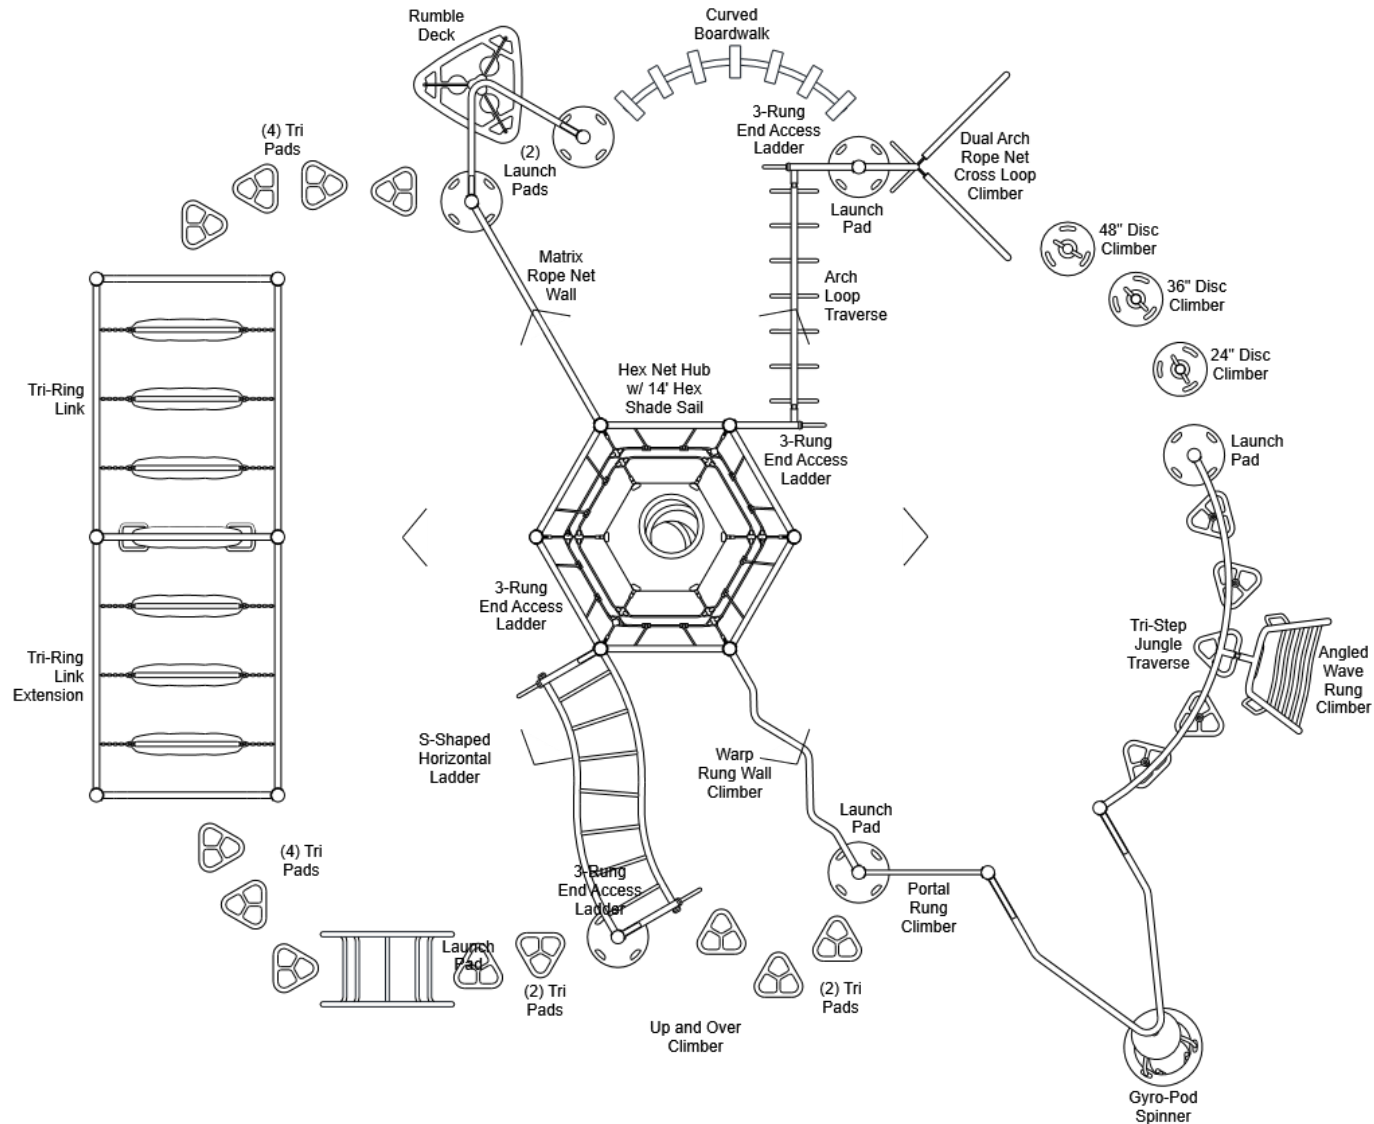 Rumble
Deck
Curved
Boardwalk
(4) Tri
Pads
(2)
Launch
Pads
3-Rung
End Access
Ladder
Dual Arch
Rope Net
Cross Loop
Climber
Launch
Pad
48" Disc
Climber
Matrix
Rope Net
Wall
Arch
Loop
Traverse
36" Disc
Climber
24" Disc
Climber
Hex Net Hub
w/ 14' Hex
Shade Sail
Tri-Ring
Link
3-Rung
End Access
Ladder
Launch
Pad
3-Rung
End Access
Ladder
Tri-Step
Jungle
Traverse
Angled
Wave
Rung
Climber
Tri-Ring
Link
Extension
S-Shaped
Horizontal
Ladder
Warp
Rung Wall
Climber
Launch
Pad
(4) Tri
Pads
3-Rung
End Access
Ladder
Portal
Rung
Climber
Launch
Pad
(2) Tri
Pads
(2) Tri
Pads
Up and Over
Climber
Gyro-Pod
Spinner